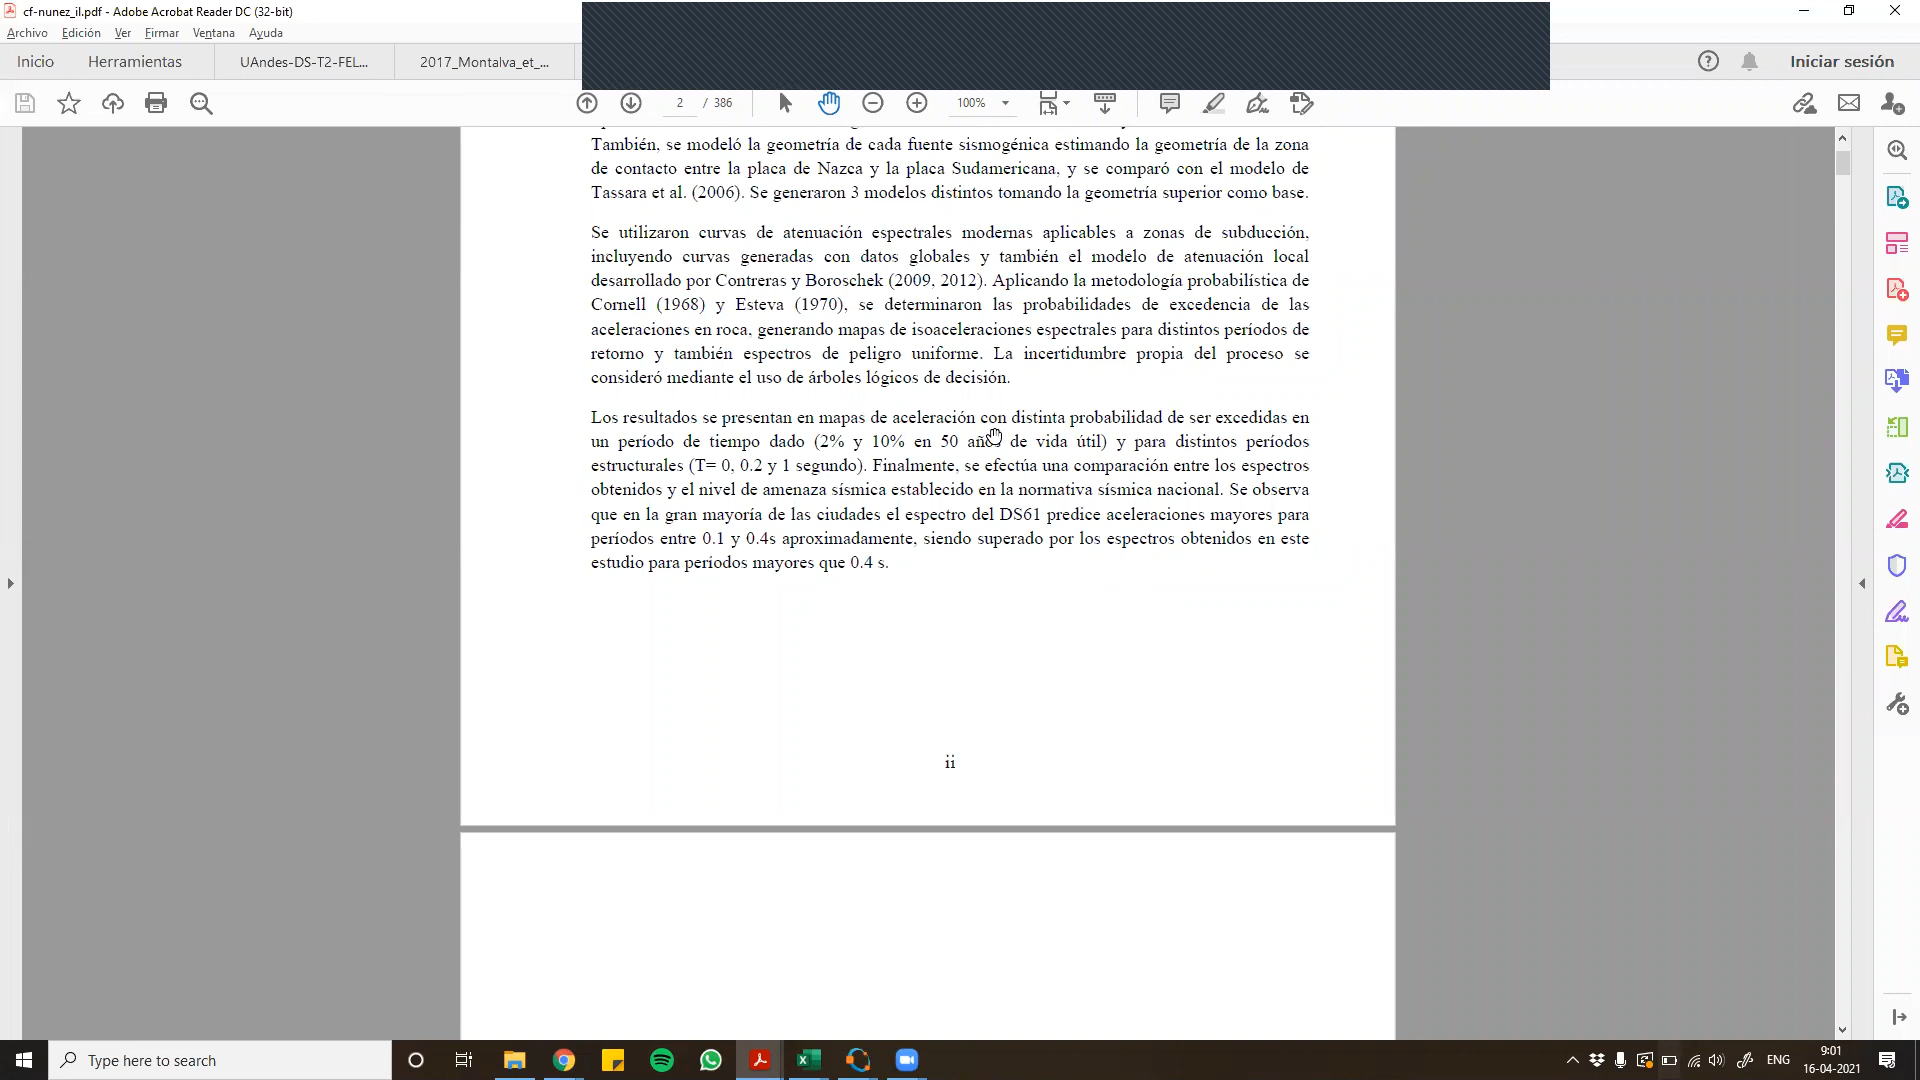 cf-nunez_il.pdf - Adobe Acrobat Reader DC (32-bit)
Archivo Edición Ver Firmar Ventana Ayuda
Inicio Herramientas UAndes-DS-T2-FEL... 2017_Montalva_et_... Iniciar sesión
2 / 386 100%
También, se modeló la geometría de cada fuente sismogénica estimando la geometría de la zona
de contacto entre la placa de Nazca y la placa Sudamericana, y se comparó con el modelo de
Tassara et al. (2006). Se generaron 3 modelos distintos tomando la geometría superior como base.
Se utilizaron curvas de atenuación espectrales modernas aplicables a zonas de subducción,
incluyendo curvas generadas con datos globales y también el modelo de atenuación local
desarrollado por Contreras y Boroschek (2009, 2012). Aplicando la metodología probabilística de
Cornell (1968) y Esteva (1970), se determinaron las probabilidades de excedencia de las
aceleraciones en roca, generando mapas de isoaceleraciones espectrales para distintos períodos de
retorno y también espectros de peligro uniforme. La incertidumbre propia del proceso se
consideró mediante el uso de árboles lógicos de decisión.
Los resultados se presentan en mapas de aceleración con distinta probabilidad de ser excedidas en
un período de tiempo dado (2% y 10% en 50 años de vida útil) y para distintos períodos
estructurales (T= 0, 0.2 y 1 segundo). Finalmente, se efectúa una comparación entre los espectros
obtenidos y el nivel de amenaza sísmica establecido en la normativa sísmica nacional. Se observa
que en la gran mayoría de las ciudades el espectro del DS61 predice aceleraciones mayores para
períodos entre 0.1 y 0.4s aproximadamente, siendo superado por los espectros obtenidos en este
estudio para períodos mayores que 0.4 s.
ii
Type here to search
ENG
9:01
16-04-2021